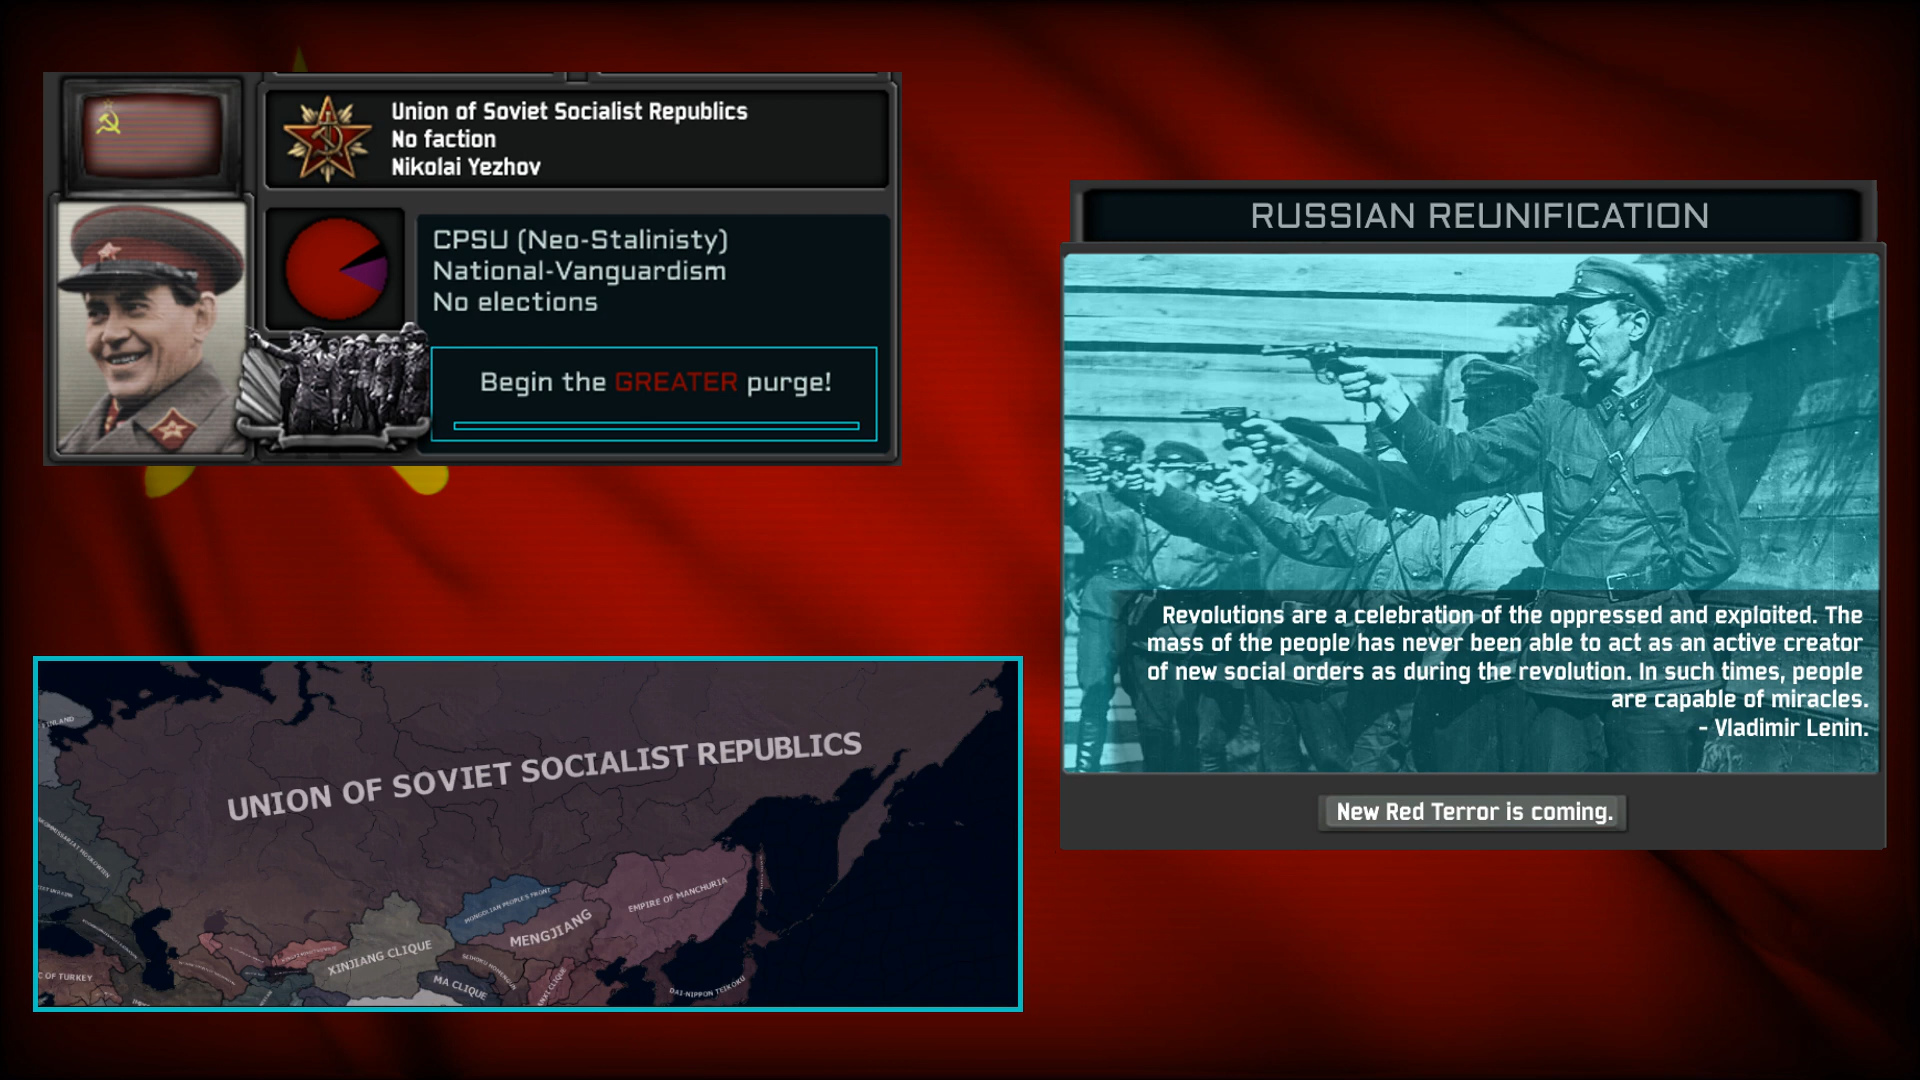 Union of Soviet Socialist Republics
No faction
Nikolai Yezhov
CPSU (Neo-Stalinisty)
National-Vanguardism
No elections
Begin the GREATER purge!
RUSSIAN REUNIFICATION
Revolutions are a celebration of the oppressed and exploited. The
mass of the people has never been able to act as an active creator
of new social orders as during the revolution. In such times, people
are capable of miracles.
- Vladimir Lenin.
New Red Terror is coming.
UNION OF SOVIET SOCIALIST REPUBLICS
MONGOLIAN PEOPLE'S FRONT
EMPIRE OF MANCHURIA
MENGJIANG
XINJIANG CLIQUE
MA CLIQUE
DAI-NIPPON TEIKOKU
C OF TURKEY